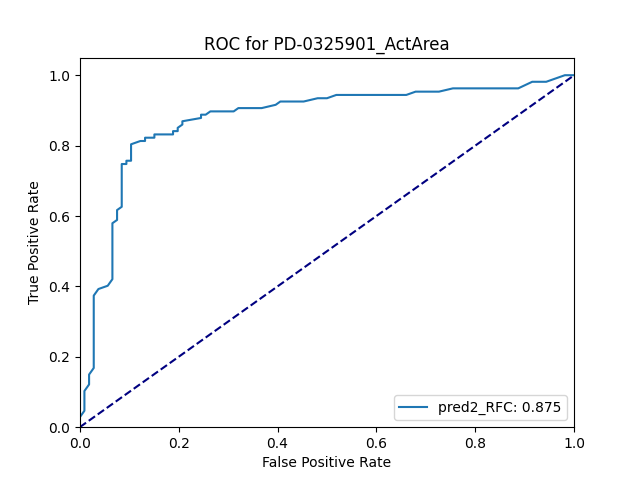 ROC for PD-0325901_ActArea
1.0
0.8
0.6
0.4
0.2
0.0
True Positive Rate
pred2_RFC: 0.875
0.0 0.2 0.4 0.6 0.8 1.0
False Positive Rate